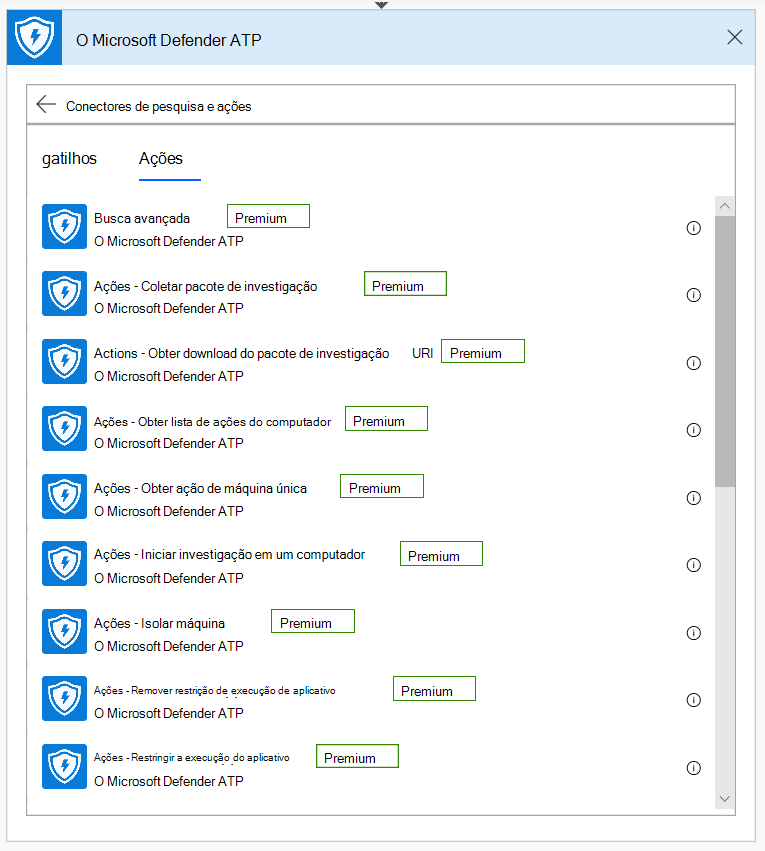 O Microsoft Defender ATP
Conectores de pesquisa e ações
gatilhos Ações
Busca avançada Premium
O Microsoft Defender ATP
Ações - Coletar pacote de investigação Premium
O Microsoft Defender ATP
Actions - Obter download do pacote de investigação URI Premium
O Microsoft Defender ATP
Ações - Obter lista de ações do computador Premium
O Microsoft Defender ATP
Ações - Obter ação de máquina única Premium
O Microsoft Defender ATP
Ações - Iniciar investigação em um computador Premium
O Microsoft Defender ATP
Ações - Isolar máquina Premium
O Microsoft Defender ATP
Ações - Remover restrição de execução de aplicativo Premium
O Microsoft Defender ATP
Ações - Restringir a execução do aplicativo Premium
O Microsoft Defender ATP